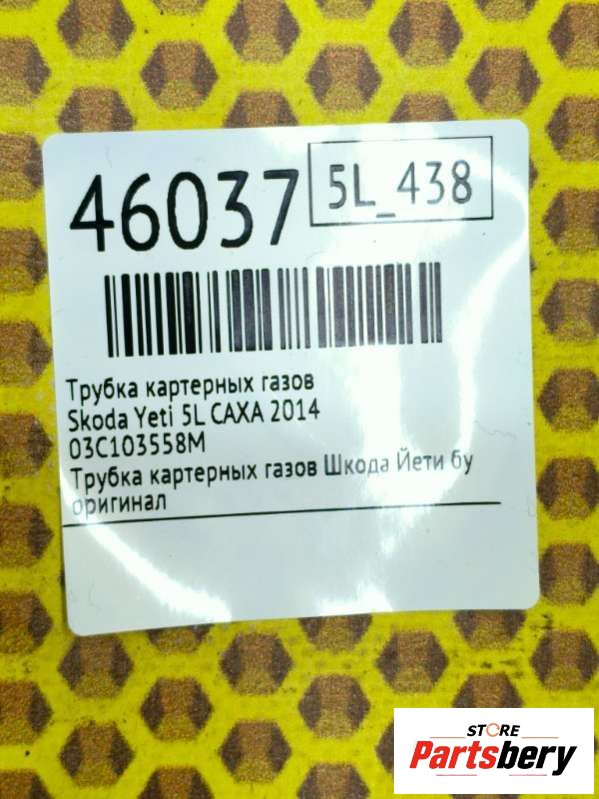 46037
5L_438
Трубка картерных газов
Skoda Yeti 5L CAXA 2014
03C103558M
Трубка картерных газов Шкода Йети бу
оригинал
STORE
Partsbery